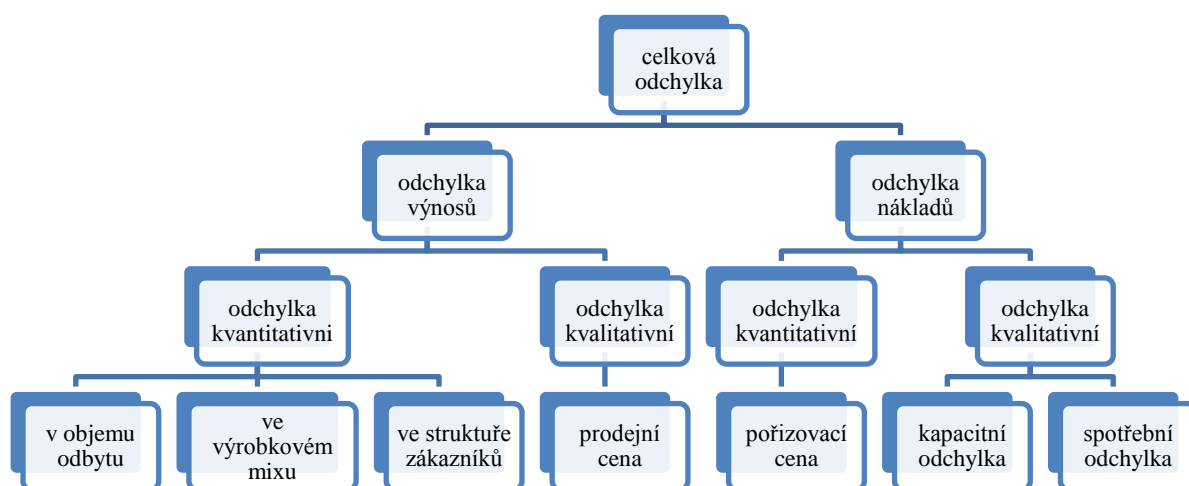 celková
odchylka
odchylka
výnosů
odchylka
nákladů
odchylka
kvantitativni
odchylka
kvalitativní
odchylka
kvantitativní
odchylka
kvalitativní
v objemu
odbytu
ve
výrobkovém
mixu
ve struktuře
zákazníků
prodejní
cena
pořizovací
cena
kapacitní
odchylka
spotřební
odchylka